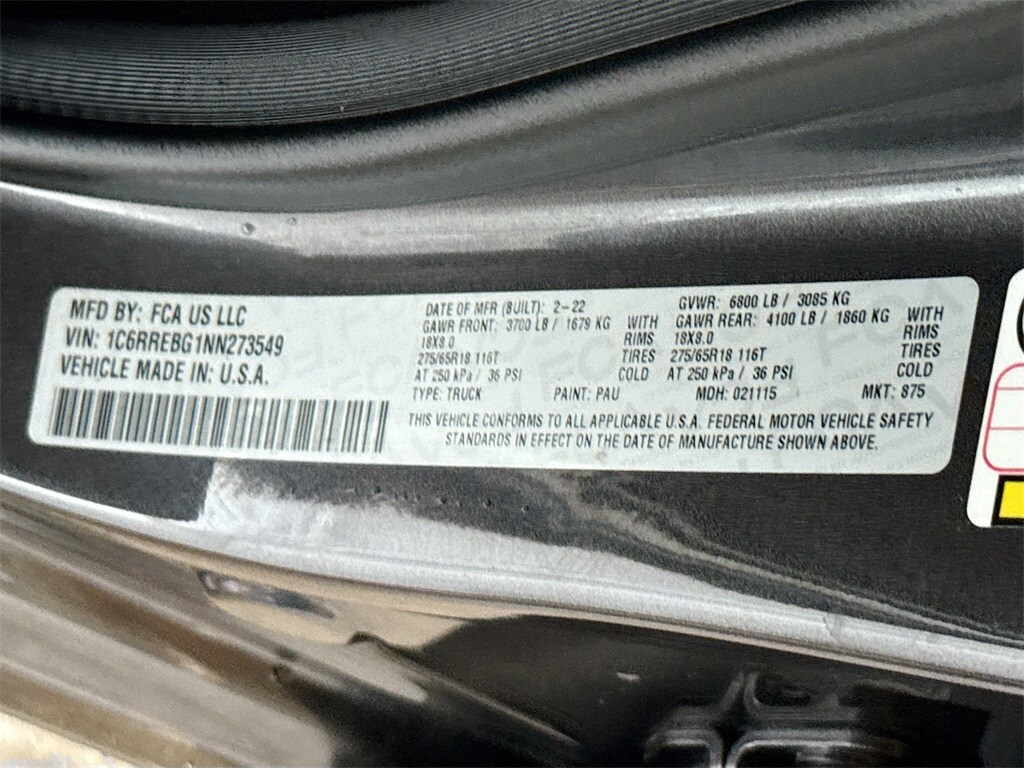 MFD BY: FCA US LLC
VIN: 1C6RREBG1NN273549
VEHICLE MADE IN: U.S.A.
DATE OF MFR (BUILT): 2-22
GVWR: 6800 LB / 3085 KG
GAWR FRONT: 3700 LB / 1679 KG WITH
18X8.0 RIMS
275/65R18 116T TIRES
AT 250 kPa / 36 PSI COLD
GAWR REAR: 4100 LB / 1860 KG WITH
18X8.0 RIMS
275/65R18 116T TIRES
AT 250 kPa / 36 PSI COLD
TYPE: TRUCK PAINT: PAU MDH: 021115 MKT: 875
THIS VEHICLE CONFORMS TO ALL APPLICABLE U.S.A. FEDERAL MOTOR VEHICLE SAFETY
STANDARDS IN EFFECT ON THE DATE OF MANUFACTURE SHOWN ABOVE.